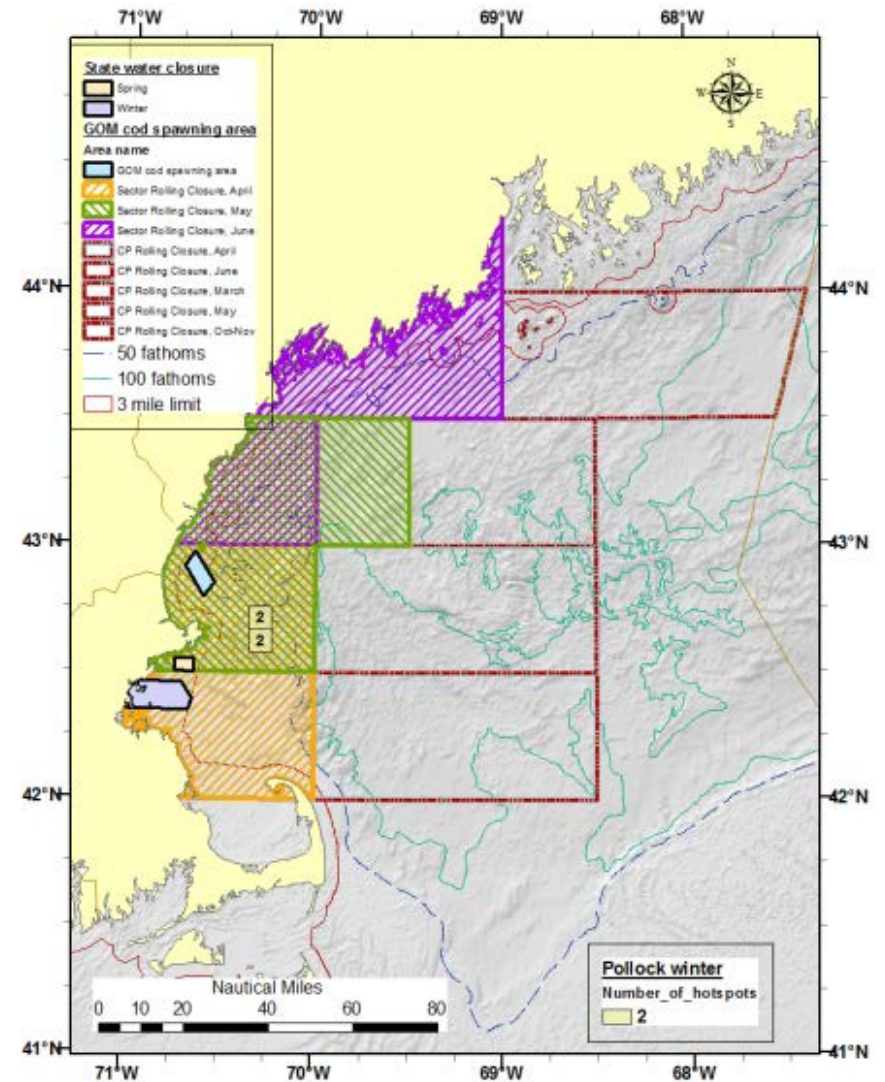 71°W 70°W 69°W 68°W
State water closure
Spring
Winter
GOM cod spawning area
Area name
GOM cod spawning area
Sector Rolling Closure, April
Sector Rolling Closure, May
Sector Rolling Closure, June
CP Rolling Closure, April
CP Rolling Closure, June
CP Rolling Closure, March
CP Rolling Closure, May
CP Rolling Closure, Oct-Nov
50 fathoms
100 fathoms
3 mile limit
N
W E
S
44°N 44°N
43°N 43°N
2
2
42°N 42°N
Pollock winter
Number_of_hotspots
2
Nautical Miles
0 10 20 40 60 80
41°N 41°N
71°W 70°W 69°W 68°W